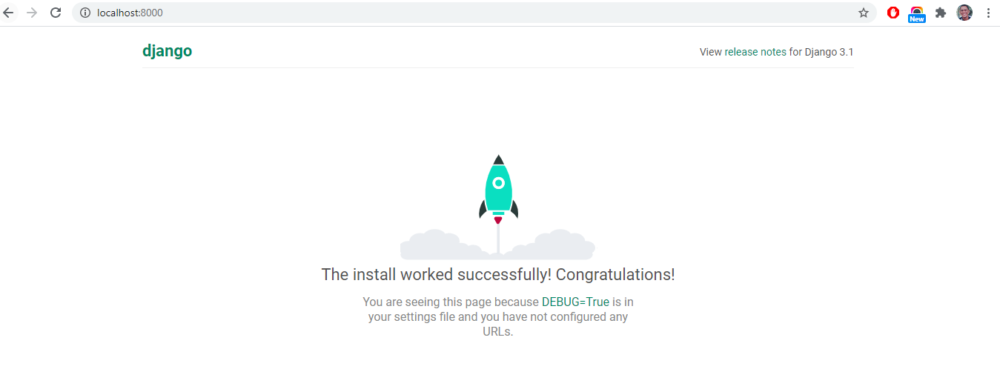 localhost:8000
New
django
View release notes for Django 3.1
The install worked successfully! Congratulations!
You are seeing this page because DEBUG=True is in
your settings file and you have not configured any
URLs.